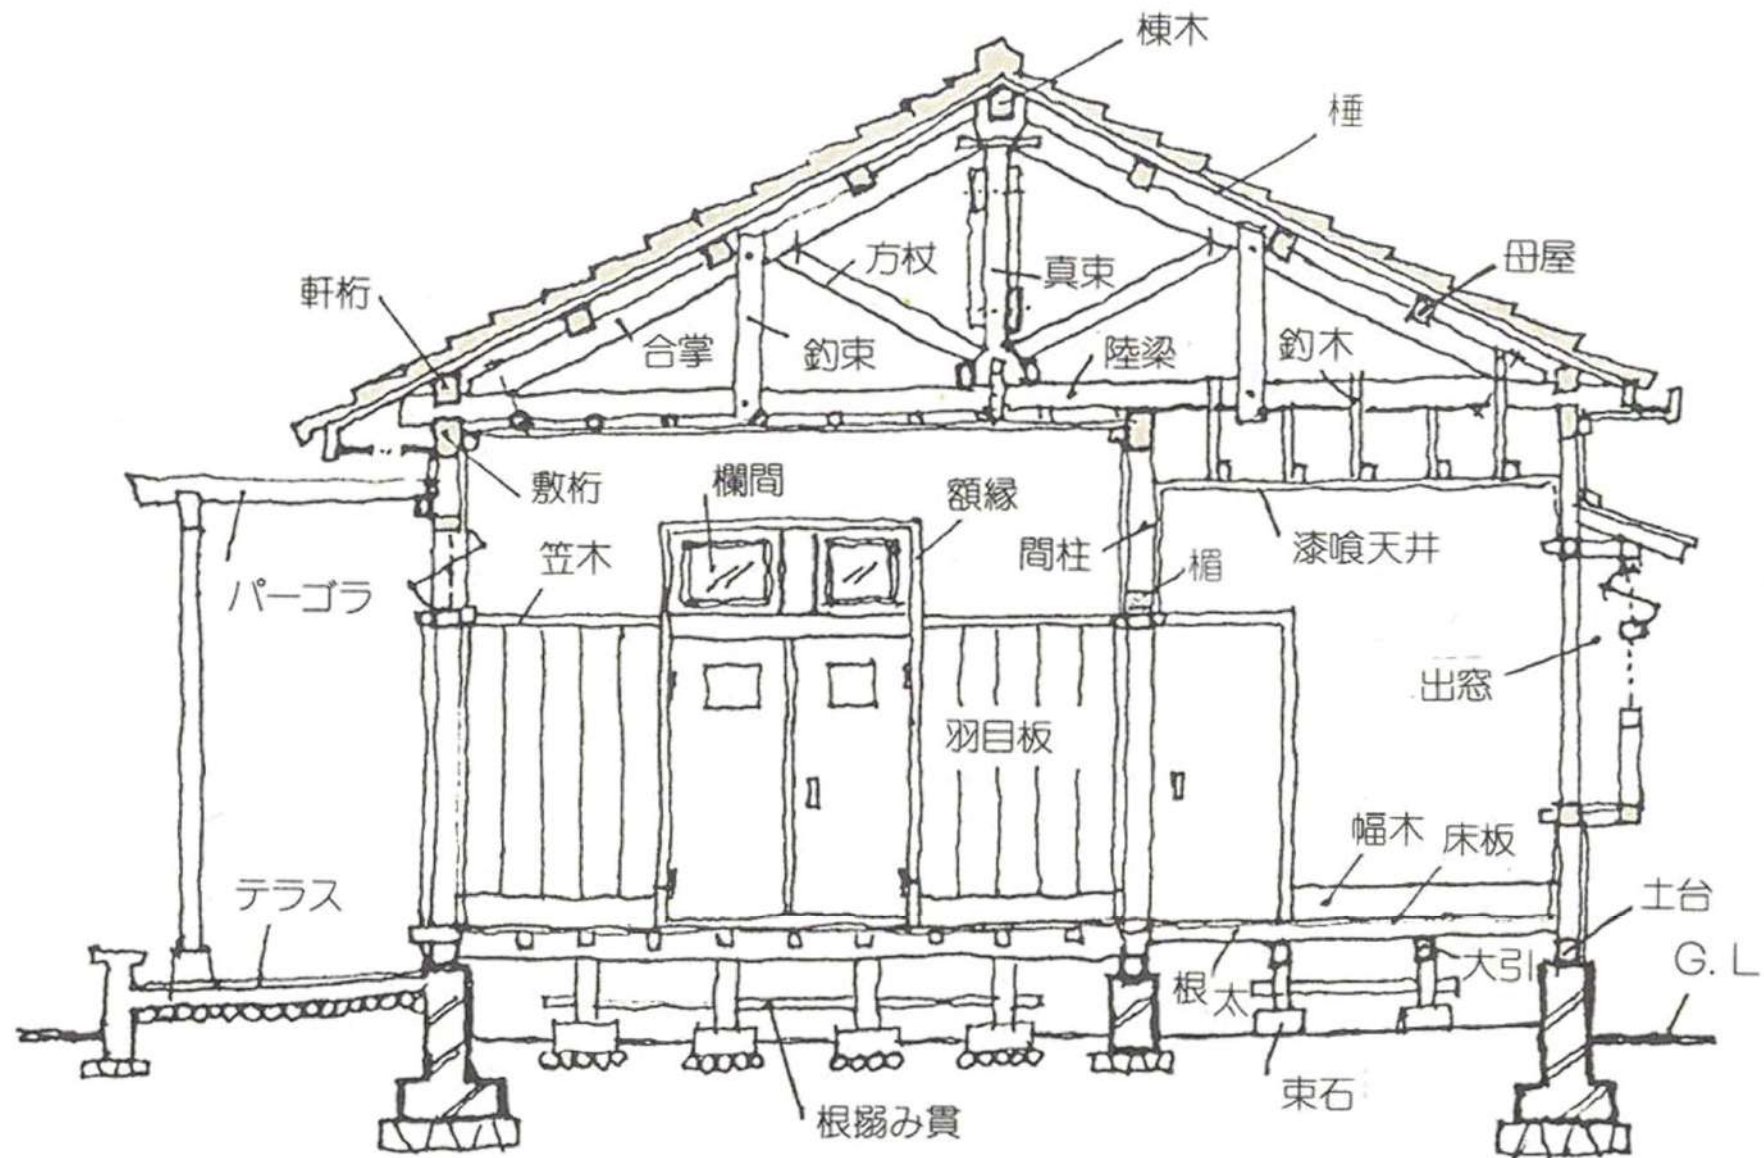 棟木
棰
母屋
軒桁
方杖
真束
合掌
釣束
陸梁
釣木
敷桁
欄間
額縁
笠木
間柱
楣
漆喰天井
パーゴラ
出窓
羽目板
幅木
床板
テラス
土台
G.L
大引
根太
束石
根搦み貫